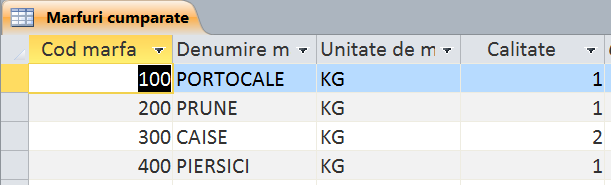 Marfuri cumparate
Cod marfa Denumire m Unitate de m Calitate
100 PORTOCALE KG 1
200 PRUNE KG 1
300 CAISE KG 2
400 PIERSICI KG 1